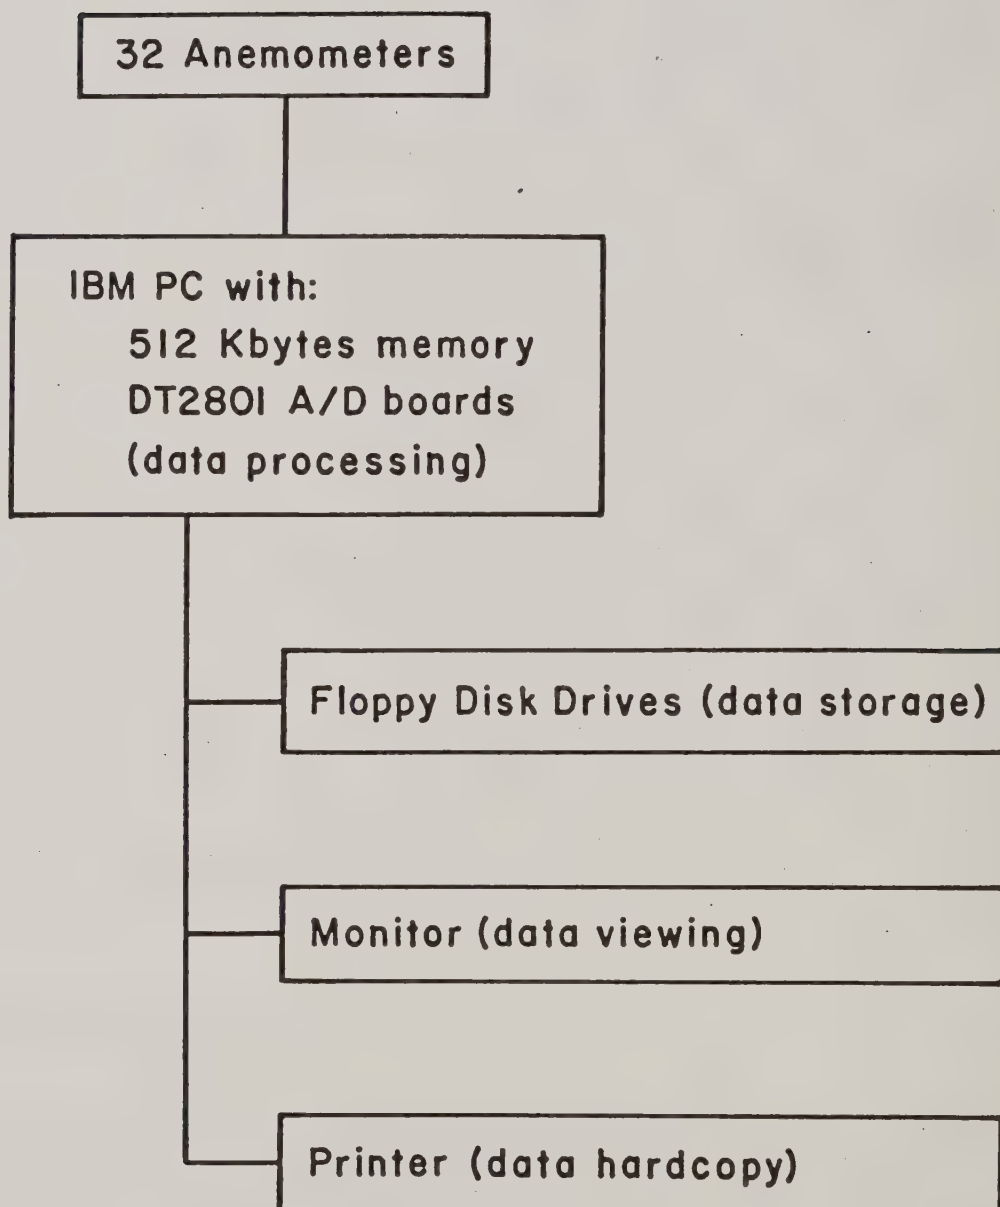 32 Anemometers
IBM PC with:
512 Kbytes memory
DT2801 A/D boards
(data processing)
Floppy Disk Drives (data storage)
Monitor (data viewing)
Printer (data hardcopy)